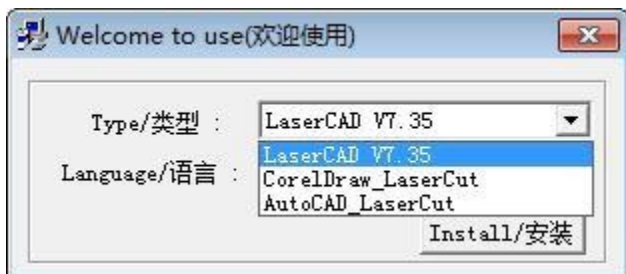 Welcome to use(欢迎使用)
Type/类型 : LaserCAD V7.35
LaserCAD V7.35
Language/语言 : CorelDraw_LaserCut
AutoCAD_LaserCut
Install/安装